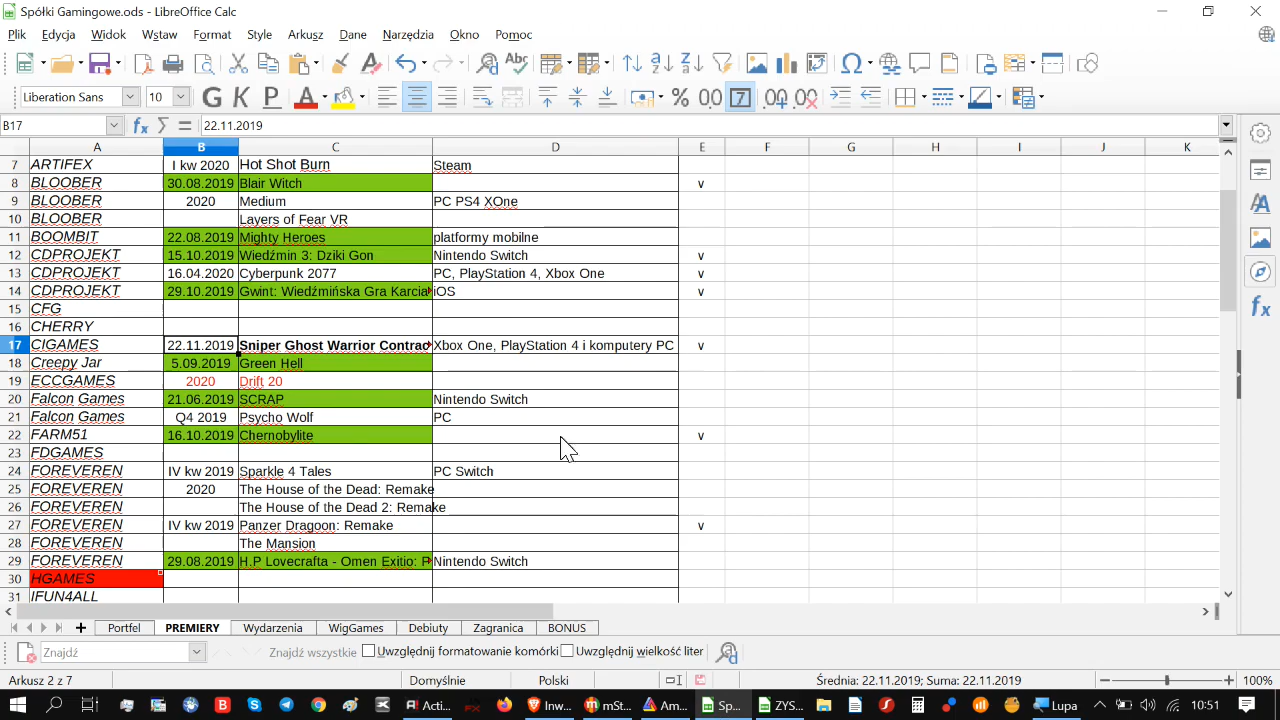 Spółki Gamingowe.ods - LibreOffice Calc
Plik Edycja Widok Wstaw Format Style Arkusz Dane Narzędzia Okno Pomoc
Liberation Sans 10 G K P
B17 22.11.2019
A B C D E F G H I J K
7 ARTIFEX I kw 2020 Hot Shot Burn Steam
8 BLOOBER 30.08.2019 Blair Witch v
9 BLOOBER 2020 Medium PC PS4 XOne
10 BLOOBER Layers of Fear VR
11 BOOMBIT 22.08.2019 Mighty Heroes platformy mobilne
12 CDPROJEKT 15.10.2019 Wiedźmin 3: Dziki Gon Nintendo Switch v
13 CDPROJEKT 16.04.2020 Cyberpunk 2077 PC, PlayStation 4, Xbox One v
14 CDPROJEKT 29.10.2019 Gwint: Wiedźmińska Gra Karcia iOS v
15 CFG
16 CHERRY
17 CIGAMES 22.11.2019 Sniper Ghost Warrior Contrac Xbox One, PlayStation 4 i komputery PC v
18 Creepy Jar 5.09.2019 Green Hell
19 ECCGAMES 2020 Drift 20
20 Falcon Games 21.06.2019 SCRAP Nintendo Switch
21 Falcon Games Q4 2019 Psycho Wolf PC
22 FARM51 16.10.2019 Chernobylite v
23 FDGAMES
24 FOREVEREN IV kw 2019 Sparkle 4 Tales PC Switch
25 FOREVEREN 2020 The House of the Dead: Remake
26 FOREVEREN The House of the Dead 2: Remake
27 FOREVEREN IV kw 2019 Panzer Dragoon: Remake v
28 FOREVEREN The Mansion
29 FOREVEREN 29.08.2019 H.P Lovecrafta - Omen Exitio: P Nintendo Switch
30 HGAMES
31 IFUN4ALL
Portfel PREMIERY Wydarzenia WigGames Debiuty Zagranica BONUS
Znajdź Znajdź wszystkie Uwzględnij formatowanie komórki Uwzględnij wielkość liter
Arkusz 2 z 7 Domyślnie Polski Średnia: 22.11.2019; Suma: 22.11.2019 100%
Acti... Inw... mSt... Am... Sp... ZYS... Lupa 10:51